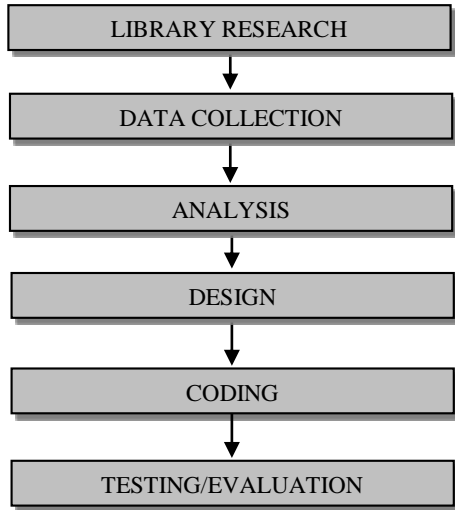 LIBRARY RESEARCH
DATA COLLECTION
ANALYSIS
DESIGN
CODING
TESTING/EVALUATION